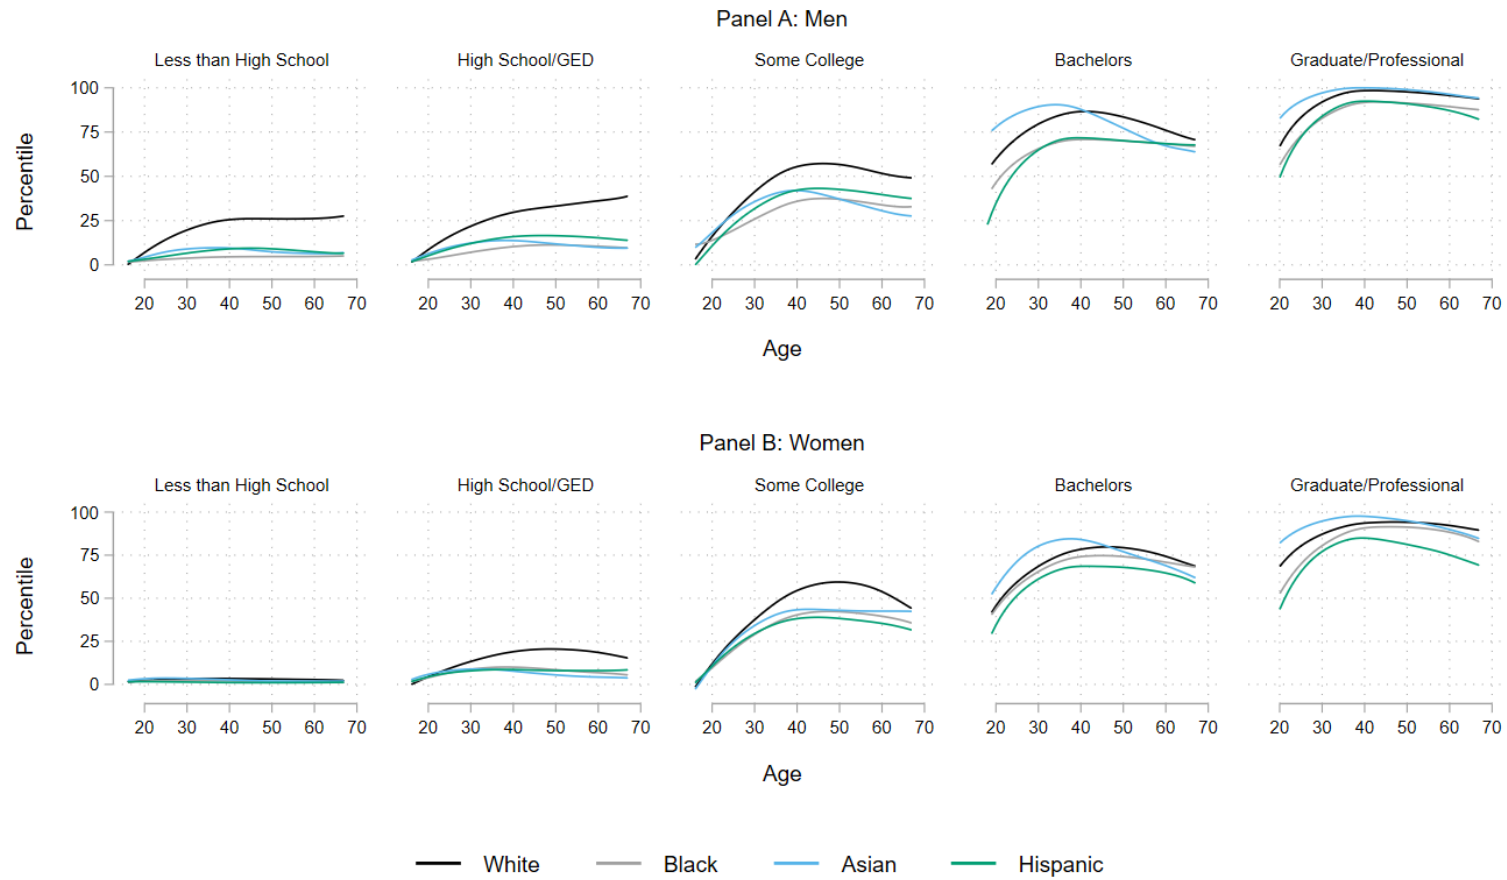 Panel A: Men
Less than High School High School/GED Some College Bachelors Graduate/Professional
Percentile
100
75
50
25
0
20 30 40 50 60 70 20 30 40 50 60 70 20 30 40 50 60 70 20 30 40 50 60 70 20 30 40 50 60 70
Age
Panel B: Women
Less than High School High School/GED Some College Bachelors Graduate/Professional
Percentile
100
75
50
25
0
20 30 40 50 60 70 20 30 40 50 60 70 20 30 40 50 60 70 20 30 40 50 60 70 20 30 40 50 60 70
Age
White Black Asian Hispanic